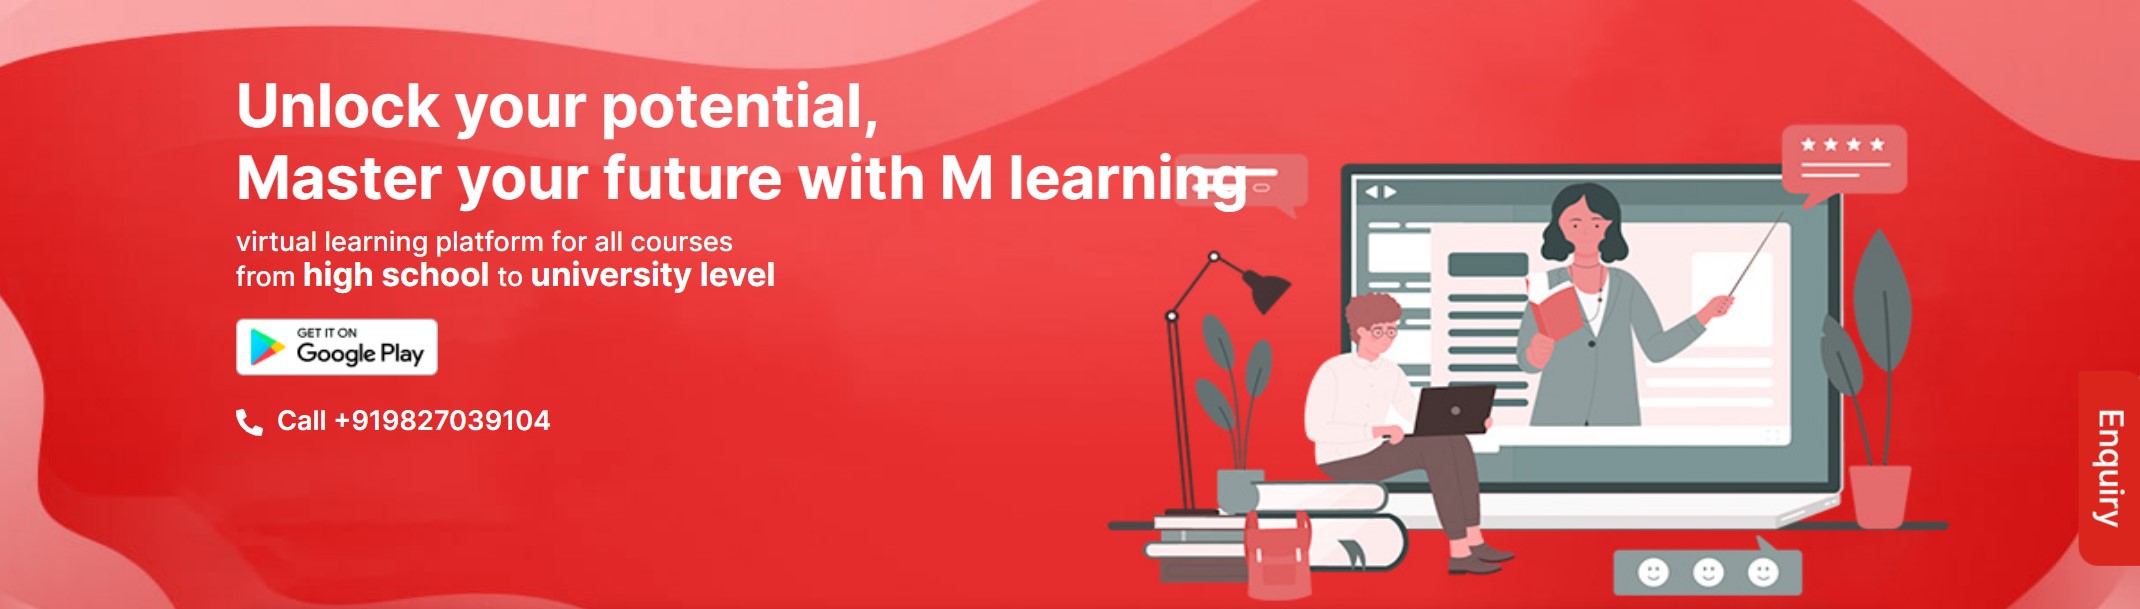 Unlock your potential,
Master your future with M learning
virtual learning platform for all courses
from high school to university level
GET IT ON
Google Play
Call +919827039104
Enquiry